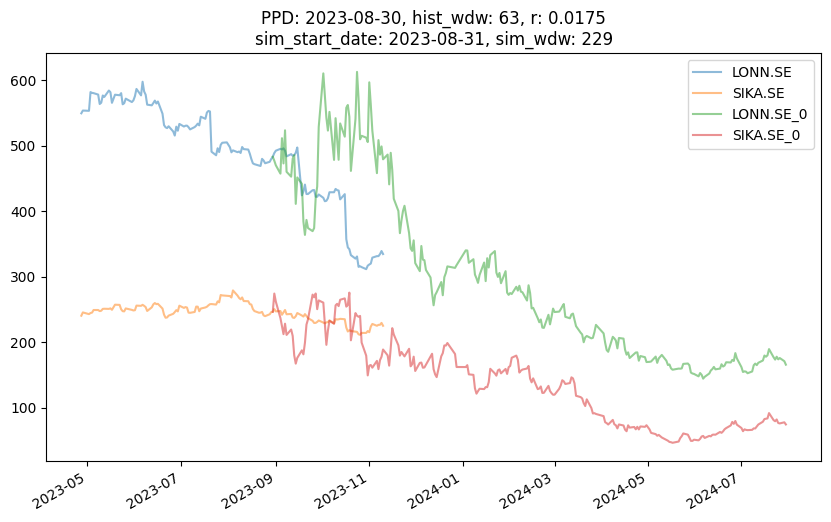 PPD: 2023-08-30, hist_wdw: 63, r: 0.0175
sim_start_date: 2023-08-31, sim_wdw: 229
LONN.SE
SIKA.SE
LONN.SE_0
SIKA.SE_0
600
500
400
300
200
100
2023-05
2023-07
2023-09
2023-11
2024-01
2024-03
2024-05
2024-07